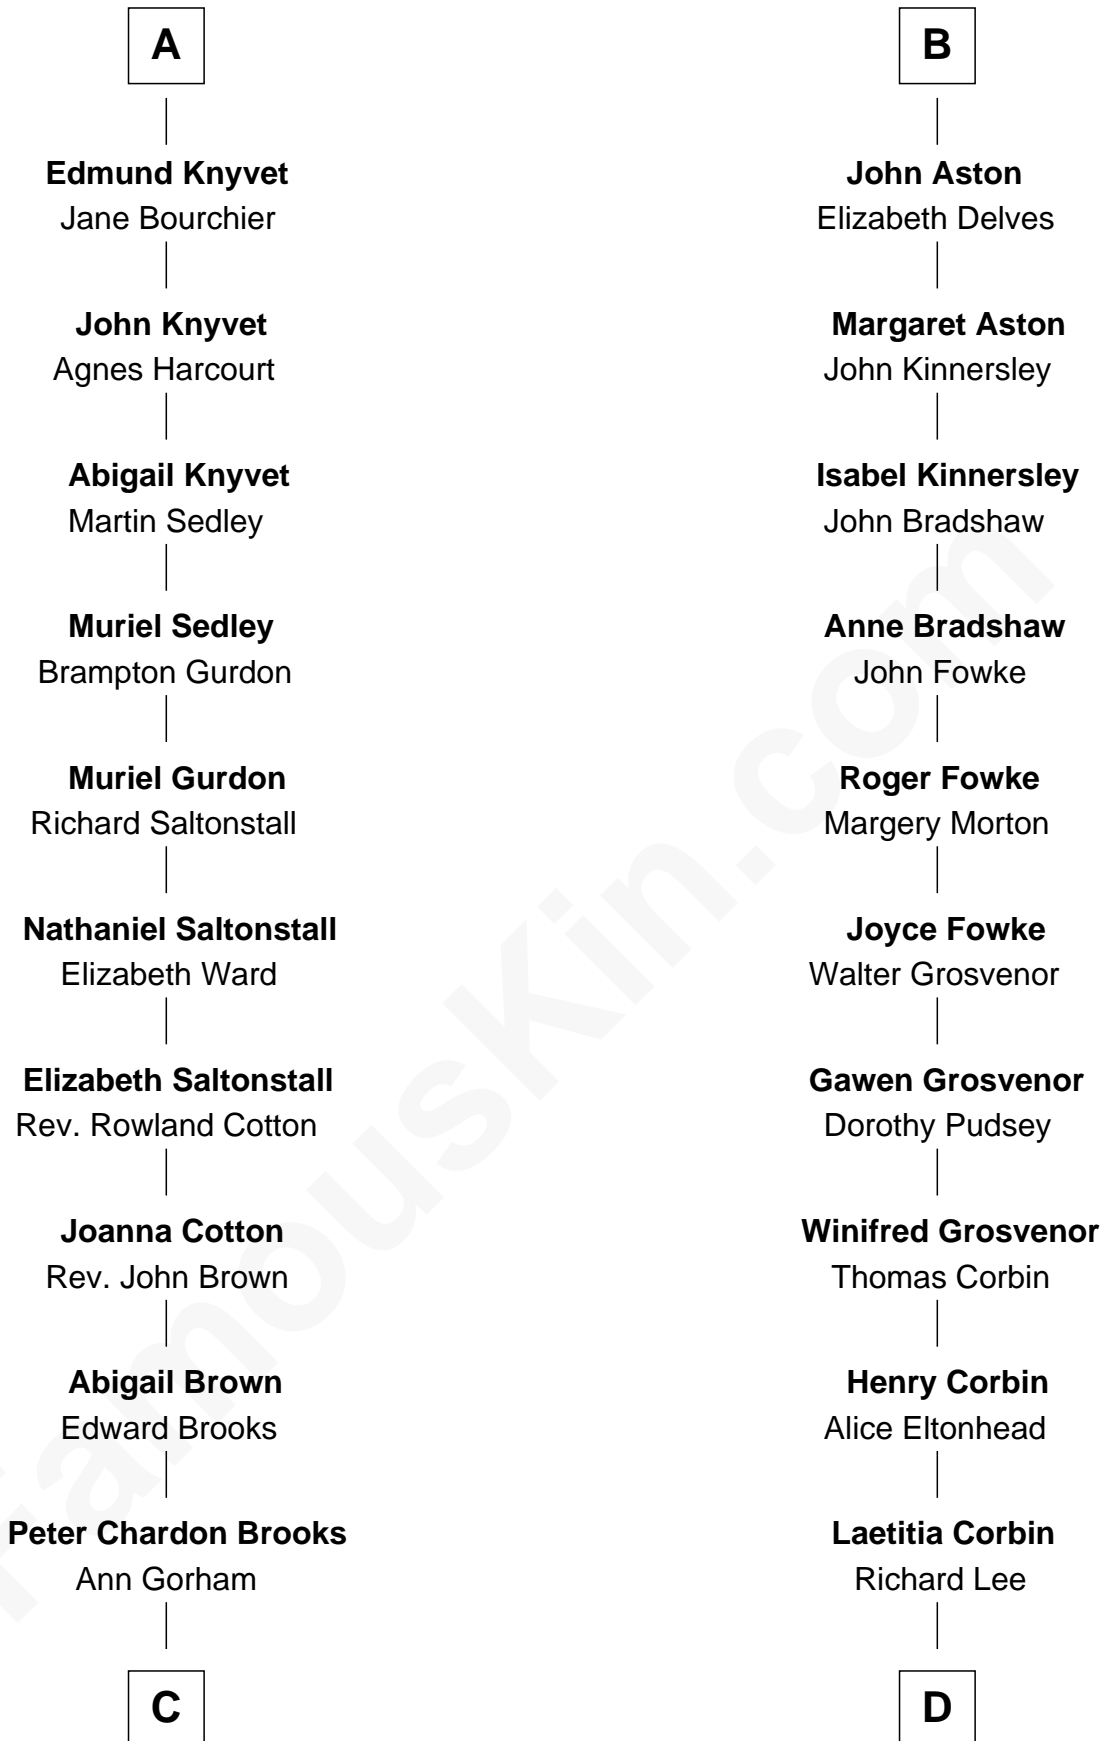 A
Edmund Knyvet
Jane Bourchier
John Knyvet
Agnes Harcourt
Abigail Knyvet
Martin Sedley
Muriel Sedley
Brampton Gurdon
Muriel Gurdon
Richard Saltonstall
Nathaniel Saltonstall
Elizabeth Ward
Elizabeth Saltonstall
Rev. Rowland Cotton
Joanna Cotton
Rev. John Brown
Abigail Brown
Edward Brooks
Peter Chardon Brooks
Ann Gorham
C
B
John Aston
Elizabeth Delves
Margaret Aston
John Kinnersley
Isabel Kinnersley
John Bradshaw
Anne Bradshaw
John Fowke
Roger Fowke
Margery Morton
Joyce Fowke
Walter Grosvenor
Gawen Grosvenor
Dorothy Pudsey
Winifred Grosvenor
Thomas Corbin
Henry Corbin
Alice Eltonhead
Laetitia Corbin
Richard Lee
D
FamousKin.com